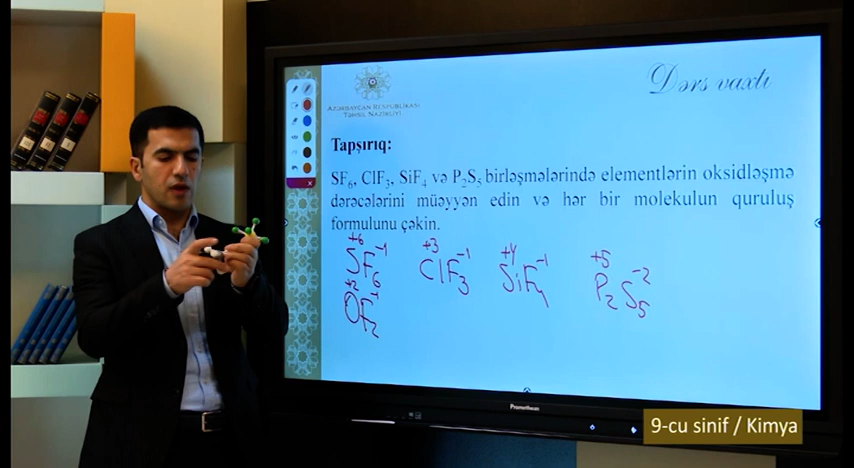 Dərs vaxtı
AZƏRBAYCAN RESPUBLİKASI
TƏHSİL NAZİRLİYİ
Tapşırıq:
SF₆, ClF₃, SiF₄ və P₂S₅ birləşmələrində elementlərin oksidləşmə
dərəcələrini müəyyən edin və hər bir molekulun quruluş
formulunu çəkin.
+6 -1 +3 -1 +4 -1 +5 -2
SF₆ ClF₃ SiF₄ P₂S₅
+2 -1
OF₂
Promethean
9-cu sinif / Kimya